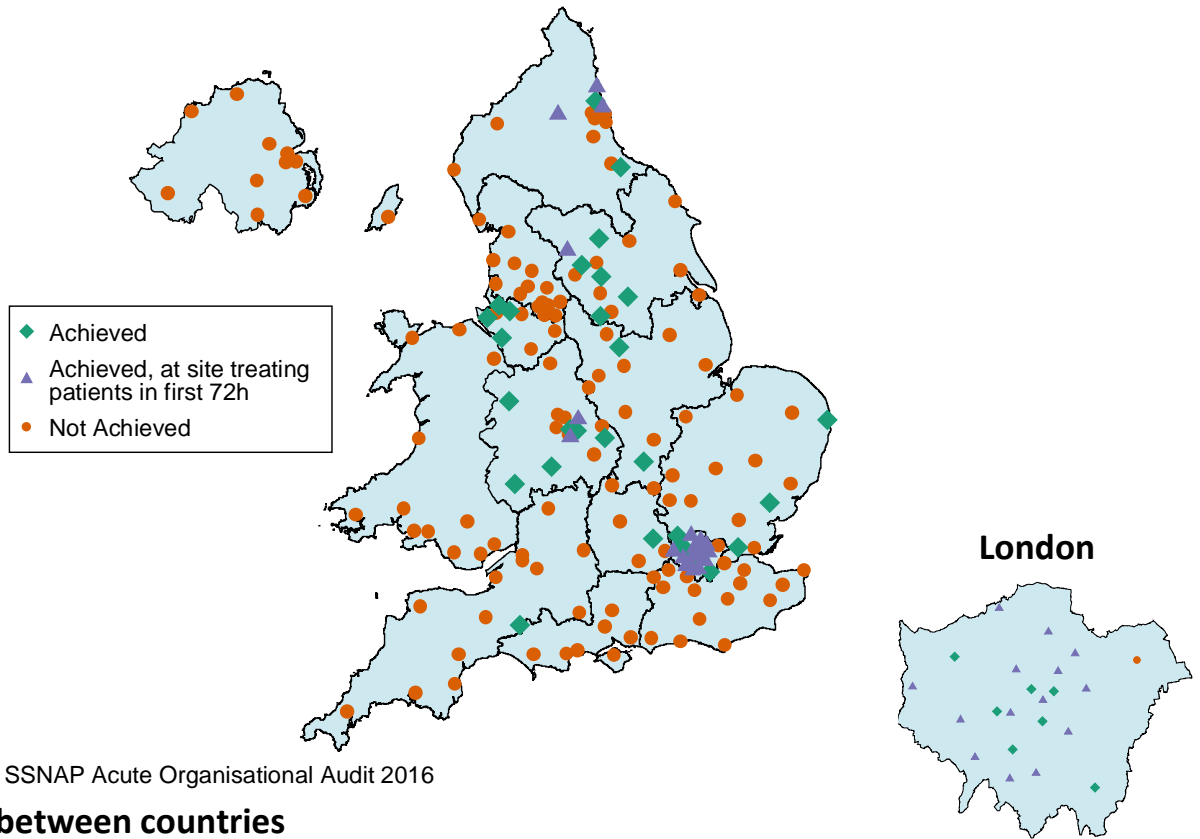 Achieved
Achieved, at site treating
patients in first 72h
Not Achieved
London
SSNAP Acute Organisational Audit 2016
between countries